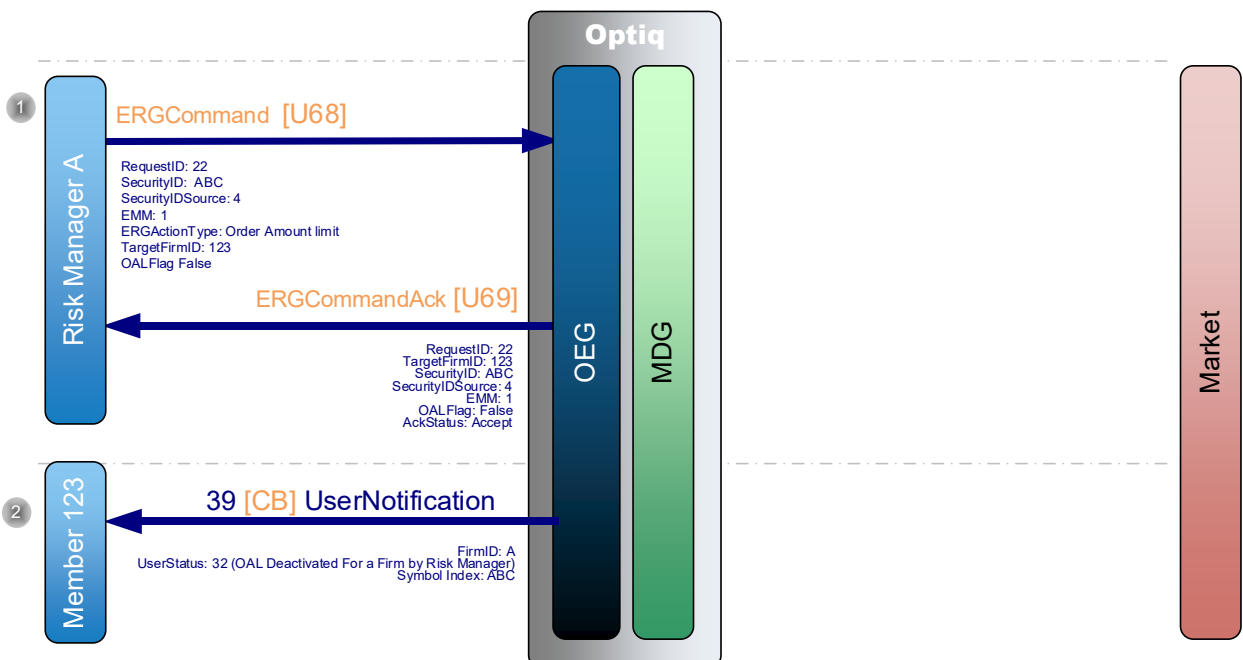 Optiq
1
ERGCommand [U68]
RequestID: 22
SecurityID: ABC
SecurityIDSource: 4
EMM: 1
ERGActionType: Order Amount limit
TargetFirmID: 123
OALFlag False
Risk Manager A
ERGCommandAck [U69]
RequestID: 22
TargetFirmID: 123
SecurityID: ABC
SecurityIDSource: 4
EMM: 1
OALFlag: False
AckStatus: Accept
OEG
MDG
Market
2
Member 123
39 [CB] UserNotification
FirmID: A
UserStatus: 32 (OAL Deactivated For a Firm by Risk Manager)
Symbol Index: ABC